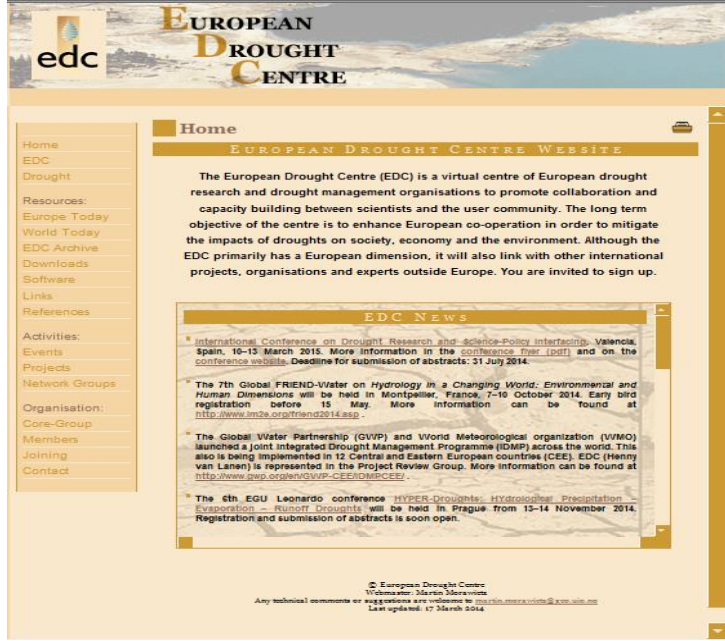 edc
EUROPEAN
DROUGHT
CENTRE
Home
EDC
Drought
Resources:
Europe Today
World Today
EDC Archive
Downloads
Software
Links
References
Activities:
Events
Projects
Network Groups
Organisation:
Core-Group
Members
Joining
Contact
Home
EUROPEAN DROUGHT CENTRE WEBSITE
The European Drought Centre (EDC) is a virtual centre of European drought
research and drought management organisations to promote collaboration and
capacity building between scientists and the user community. The long term
objective of the centre is to enhance European co-operation in order to mitigate
the impacts of droughts on society, economy and the environment. Although the
EDC primarily has a European dimension, it will also link with other international
projects, organisations and experts outside Europe. You are invited to sign up.
EDC NEWS
International Conference on Drought Research and Science-Policy Interfacing, Valencia,
Spain, 10-13 March 2015. More information in the conference flyer (pdf) and on the
conference website. Deadline for submission of abstracts: 31 July 2014.
The 7th Global FRIEND-Water on Hydrology in a Changing World: Environmental and
Human Dimensions will be held in Montpellier, France, 7-10 October 2014. Early bird
registration before 15 May. More information can be found at
http://www.im2e.org/friend2014.asp .
The Global Water Partnership (GWP) and World Meteorological organization (WMO)
launched a joint Integrated Drought Management Programme (IDMP) across the world. This
also is being implemented in 12 Central and Eastern European countries (CEE). EDC (Henny
van Lanen) is represented in the Project Review Group. More information can be found at
http://www.gwp.org/en/GWP-CEE/IDMPCEE/ .
The 6th EGU Leonardo conference HYPER-Droughts: HYdrological Precipitation –
Evaporation – Runoff Droughts will be held in Prague from 13-14 November 2014.
Registration and submission of abstracts is soon open.
© European Drought Centre
Webmaster: Martin Morawietz
Any technical comments or suggestions are welcome to martin.morawietz@geo.uio.no
Last updated: 17 March 2014